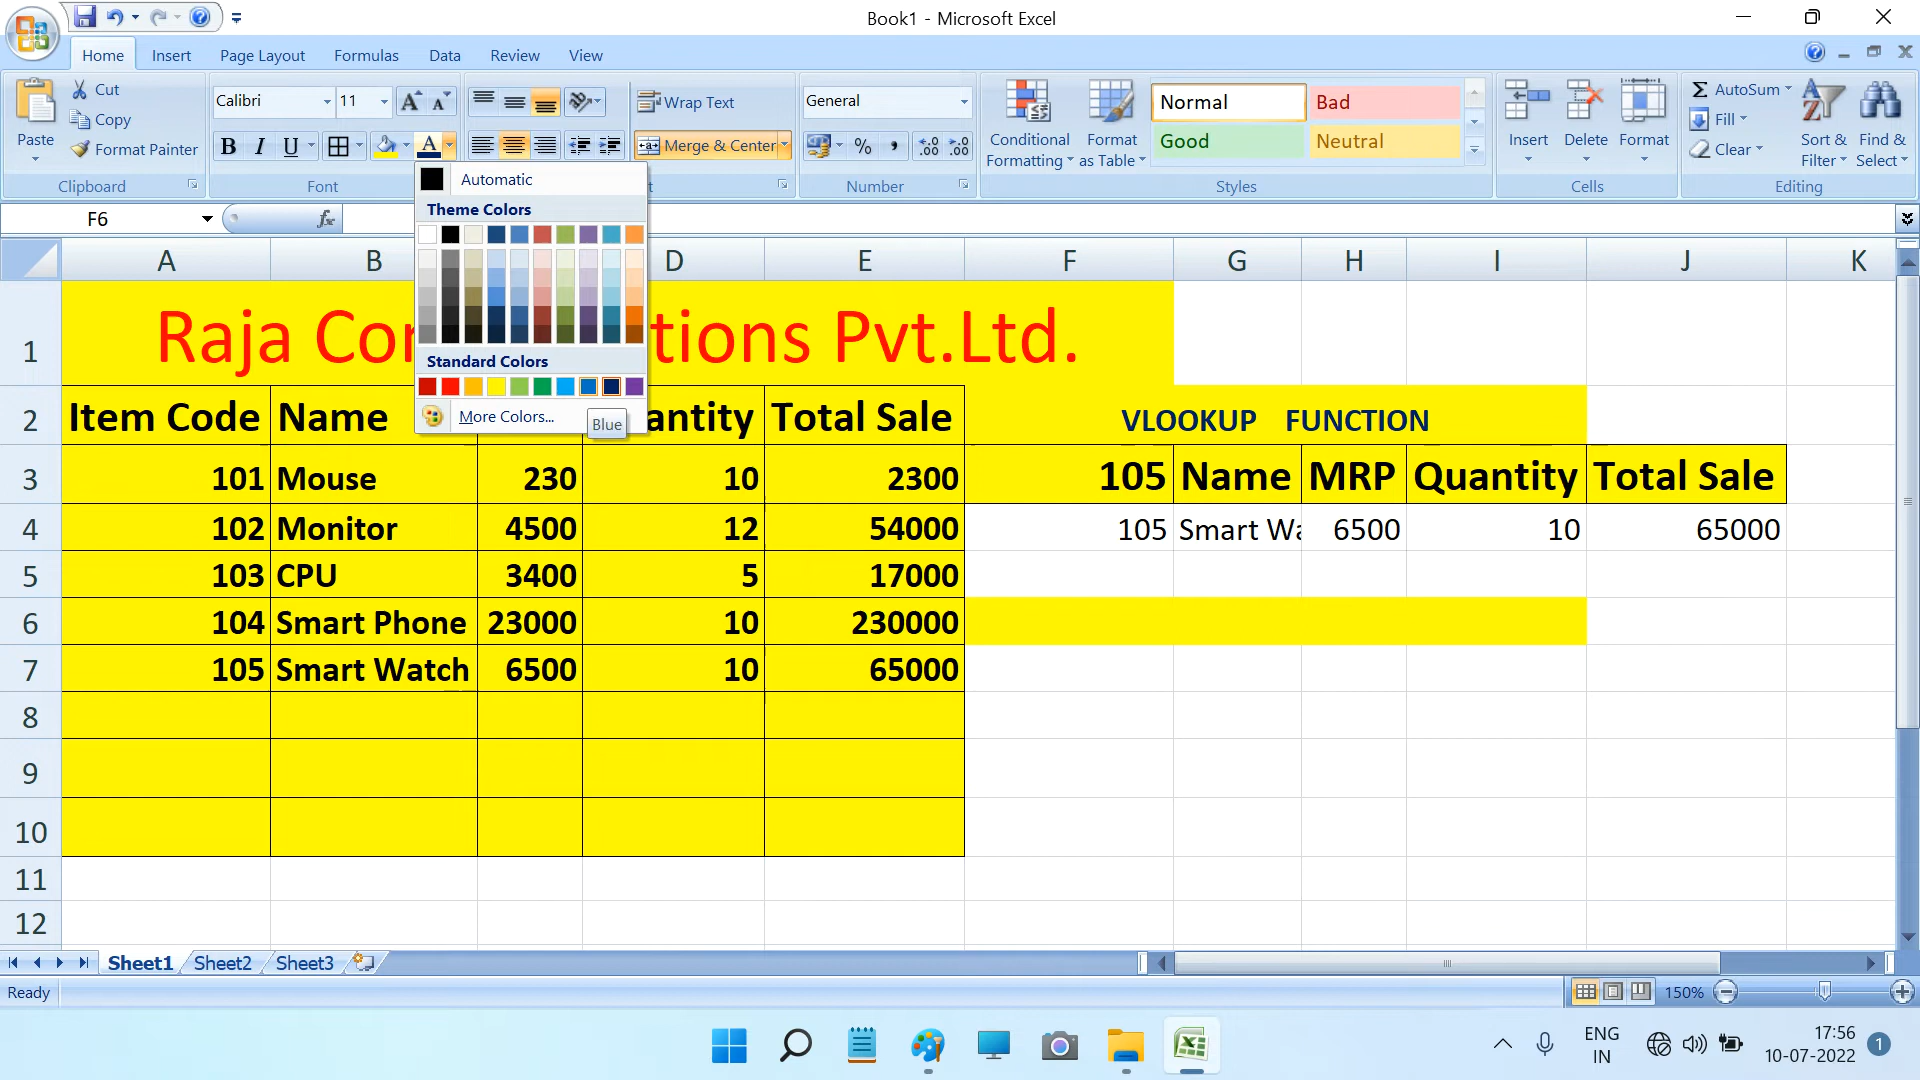 Book1 - Microsoft Excel
Home Insert Page Layout Formulas Data Review View
Paste
Cut
Copy
Format Painter
Clipboard
Calibri 11
B I U A
Font
Wrap Text
Merge & Center
General
%
Number
Conditional Formatting
Format as Table
Normal Bad
Good Neutral
Styles
Insert Delete Format
Cells
Σ AutoSum
Fill
Clear
Sort & Filter
Find & Select
Editing
F6 fx
Automatic
Theme Colors
Standard Colors
More Colors...
Blue
A B D E F G H I J K
1 Raja Co tions Pvt.Ltd.
2 Item Code Name antity Total Sale VLOOKUP FUNCTION
3 101 Mouse 230 10 2300 105 Name MRP Quantity Total Sale
4 102 Monitor 4500 12 54000 105 Smart Wa 6500 10 65000
5 103 CPU 3400 5 17000
6 104 Smart Phone 23000 10 230000
7 105 Smart Watch 6500 10 65000
8
9
10
11
12
Sheet1 Sheet2 Sheet3
Ready 150%
ENG
IN
17:56
10-07-2022
1